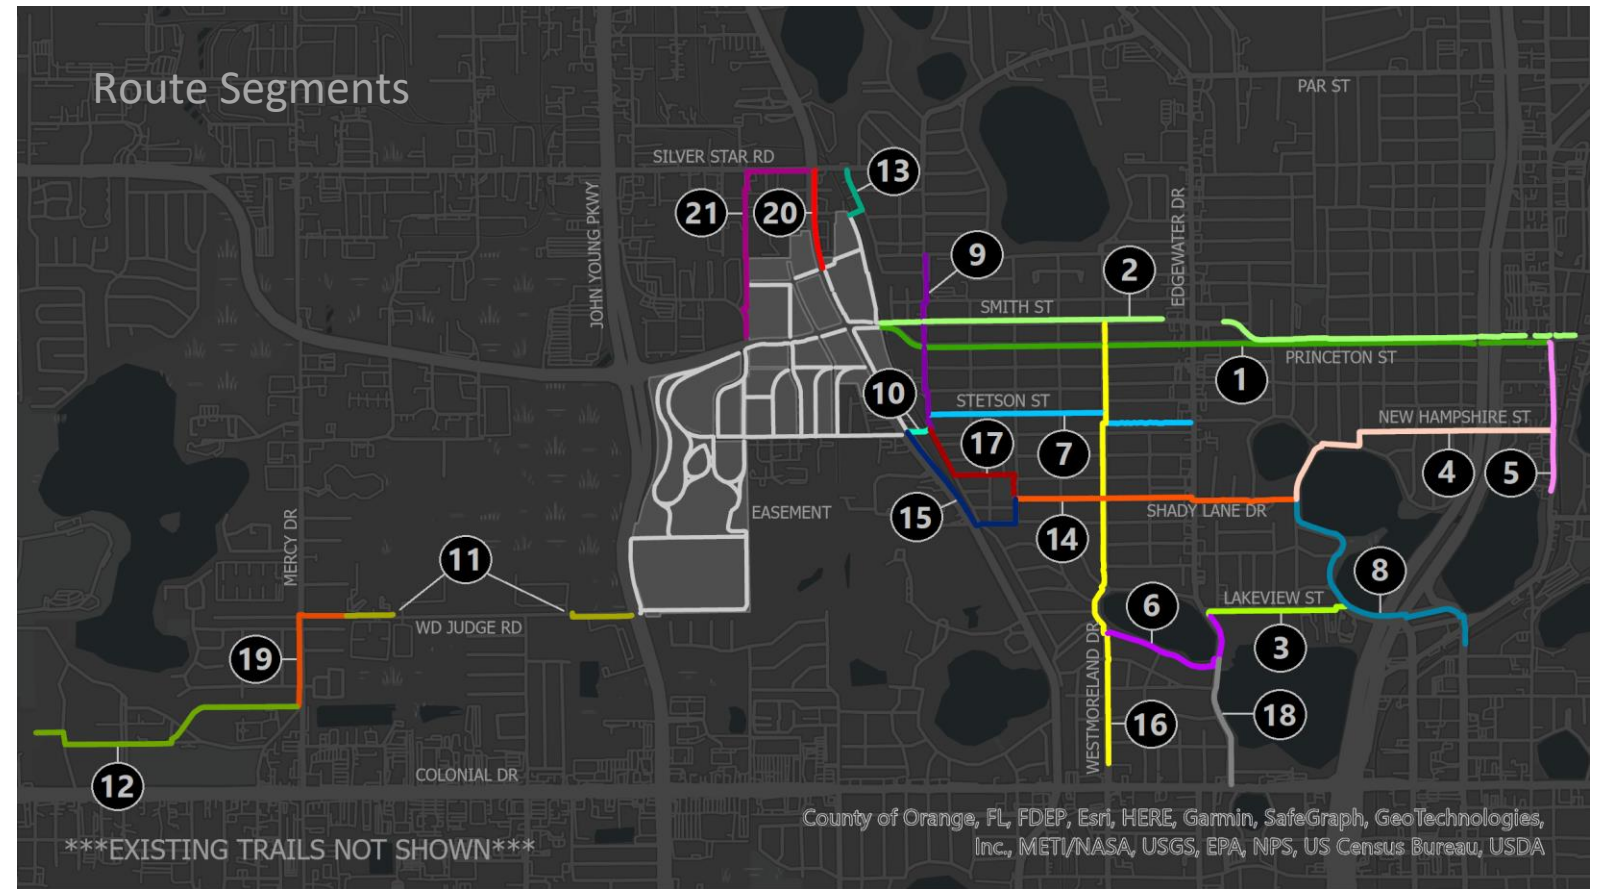 Route Segments
PAR ST
SILVER STAR RD
13
21
20
JOHN YOUNG PKWY
EDGEWATER DR
9
2
SMITH ST
PRINCETON ST
1
10
STETSON ST
NEW HAMPSHIRE ST
17
7
4
5
15
EASEMENT
SHADY LANE DR
14
MERCY DR
11
8
6
LAKEVIEW ST
WD JUDGE RD
3
19
WESTMORELAND DR
16
18
12
COLONIAL DR
County of Orange, FL, FDEP, Esri, HERE, Garmin, SafeGraph, GeoTechnologies,
Inc., METI/NASA, USGS, EPA, NPS, US Census Bureau, USDA
***EXISTING TRAILS NOT SHOWN***